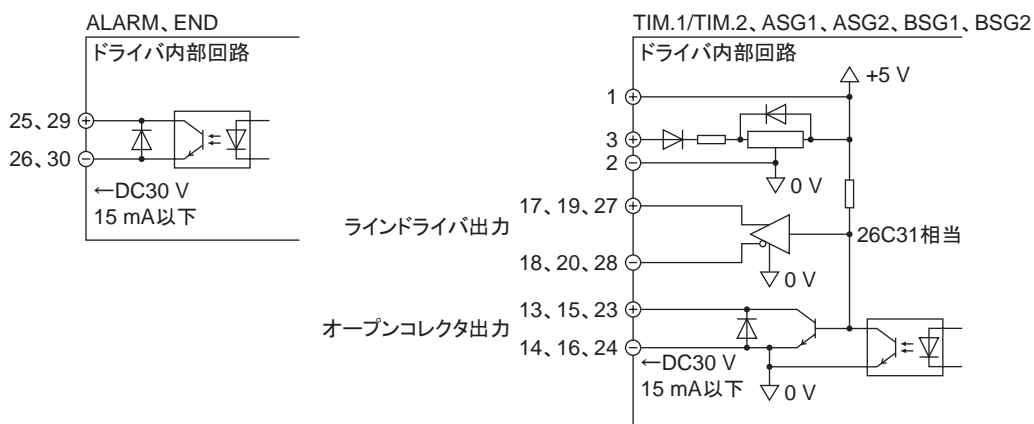 ALARM、END
ドライバ内部回路
25、29
26、30
←DC30 V
15 mA以下
TIM.1/TIM.2、ASG1、ASG2、BSG1、BSG2
ドライバ内部回路
+5 V
1
3
2
0 V
ラインドライバ出力
17、19、27
18、20、28
26C31相当
0 V
オープンコレクタ出力
13、15、23
14、16、24
←DC30 V
15 mA以下
0 V